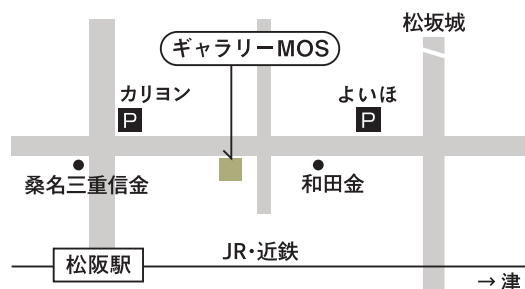 松坂城
ギャラリーMOS
カリヨン
よいほ
P
P
桑名三重信金
和田金
JR・近鉄
松阪駅
→津